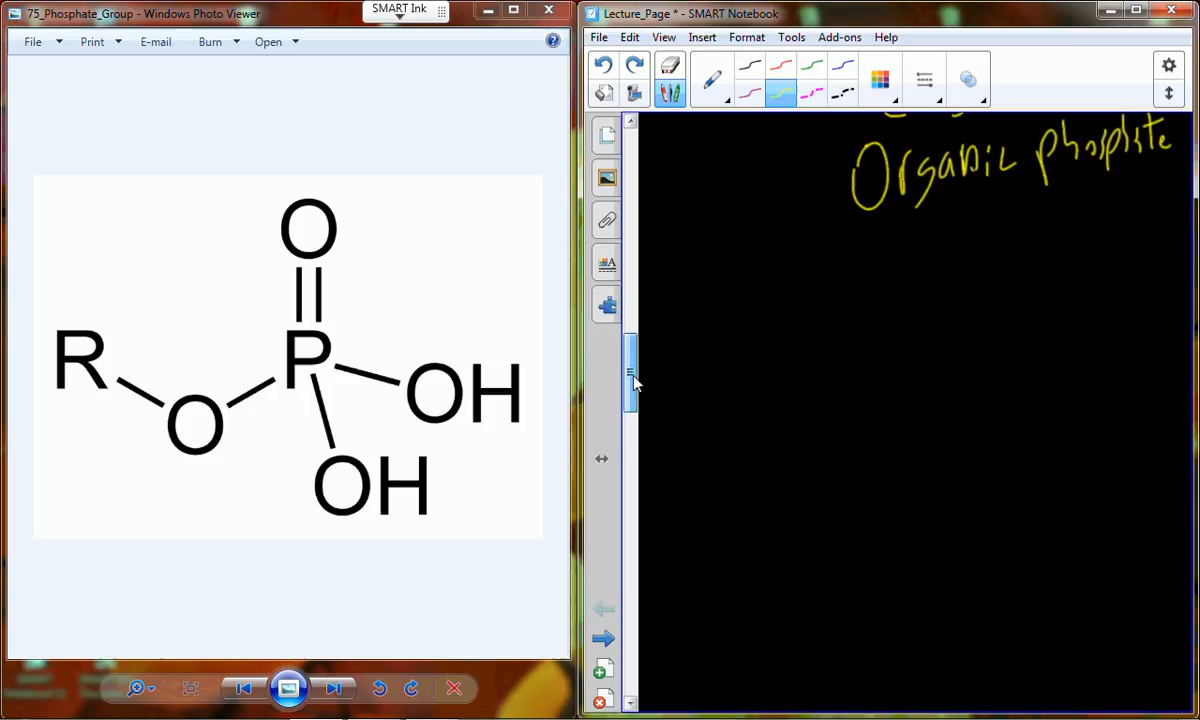 75_Phosphate_Group - Windows Photo Viewer
SMART Ink
File Print E-mail Burn Open
O
R
P
O
OH
OH
Lecture_Page * - SMART Notebook
File Edit View Insert Format Tools Add-ons Help
Organic phosphate